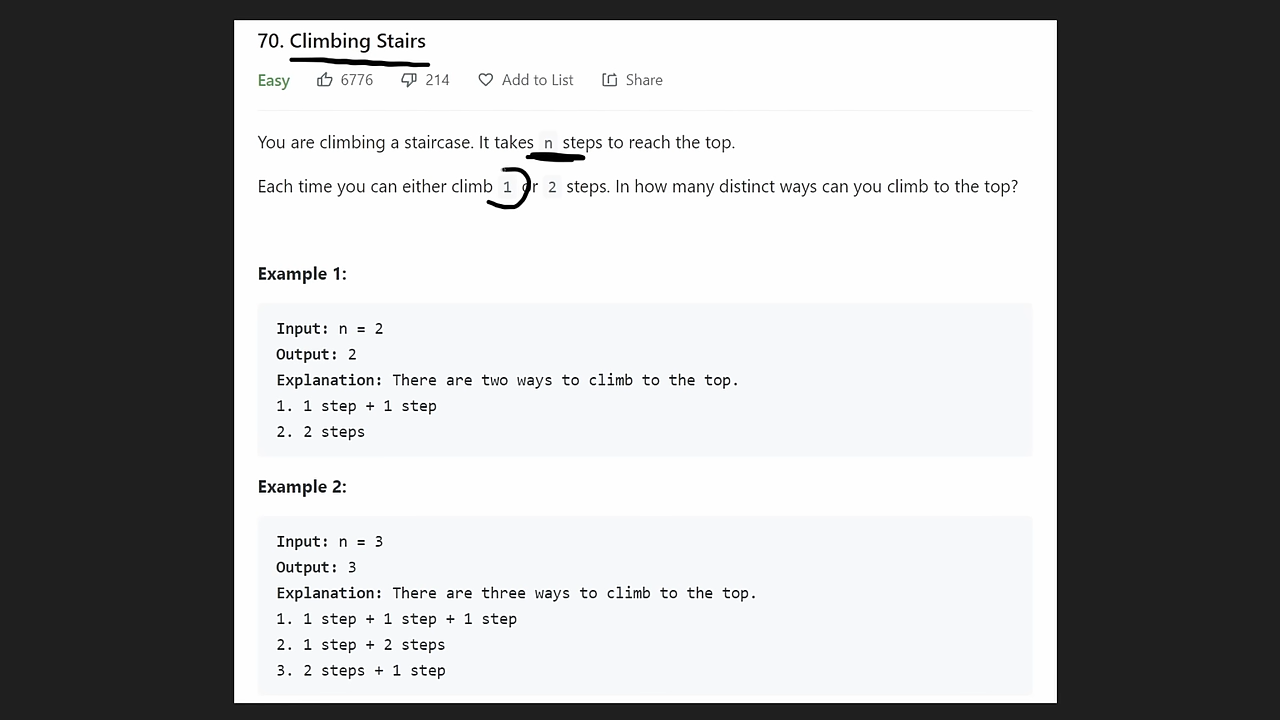 70. Climbing Stairs
Easy 6776 214 Add to List Share
You are climbing a staircase. It takes n steps to reach the top.
Each time you can either climb 1 or 2 steps. In how many distinct ways can you climb to the top?
Example 1:
Input: n = 2
Output: 2
Explanation: There are two ways to climb to the top.
1. 1 step + 1 step
2. 2 steps
Example 2:
Input: n = 3
Output: 3
Explanation: There are three ways to climb to the top.
1. 1 step + 1 step + 1 step
2. 1 step + 2 steps
3. 2 steps + 1 step